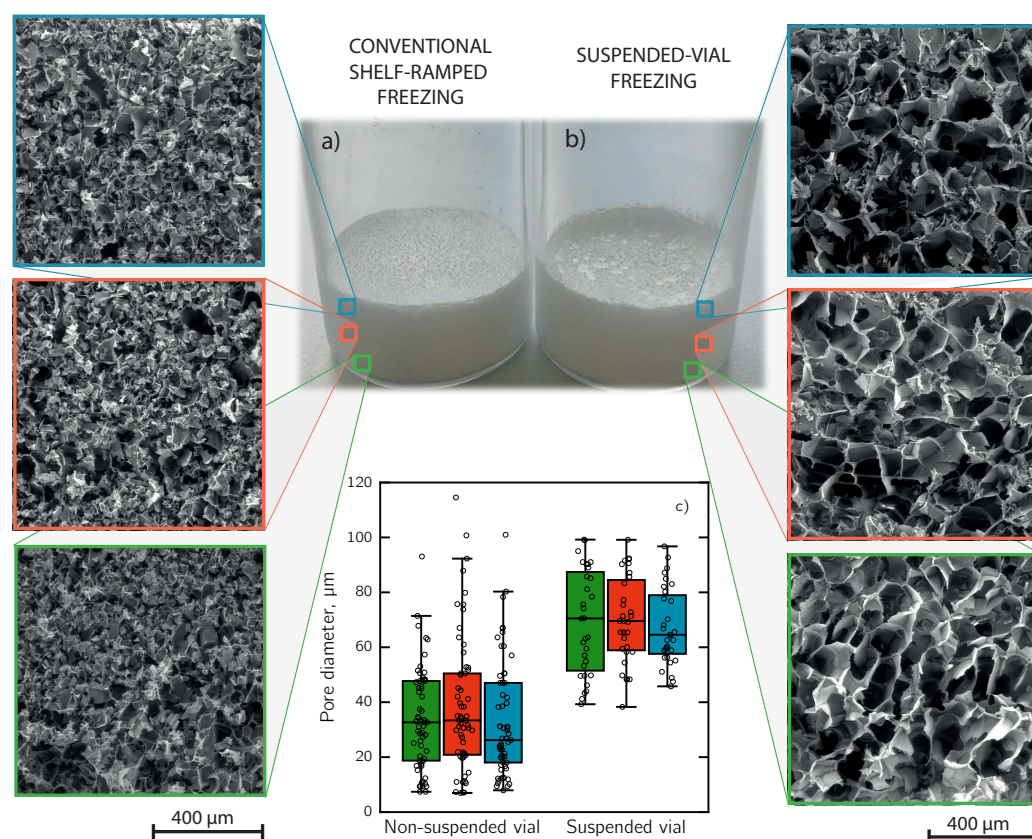 CONVENTIONAL
SHELF-RAMPED
FREEZING
SUSPENDED-VIAL
FREEZING
a)
b)
c)
Pore diameter, μm
120
100
80
60
40
20
0
Non-suspended vial
Suspended vial
400 μm
400 μm